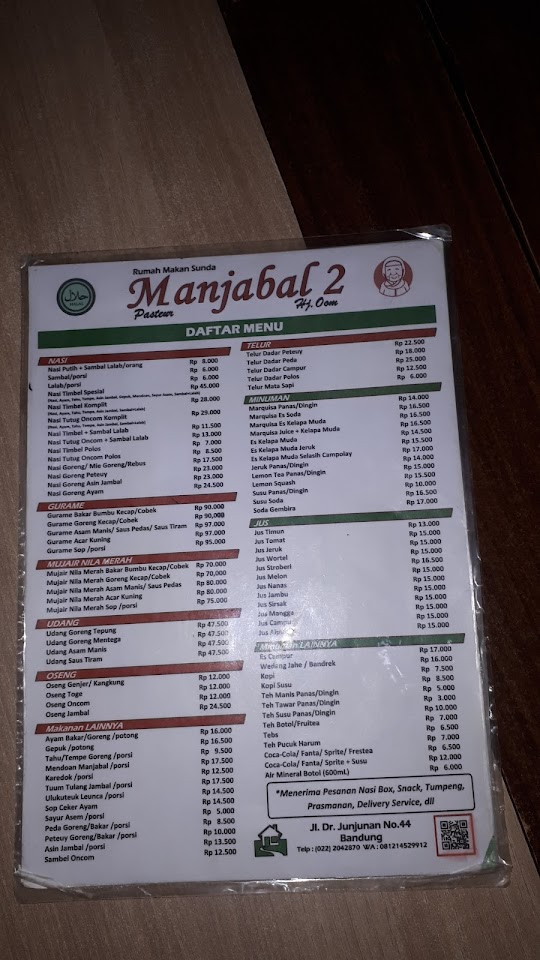 Rumah Makan Sunda
Manjabal 2
Pasteur
Hj. Oom
حلال
HALAL
DAFTAR MENU
NASI
Nasi Putih + Sambal Lalab/orang Rp 8.000
Sambal/porsi Rp 6.000
Lalab/porsi Rp 6.000
Nasi Timbel Spesial Rp 45.000
Nasi Timbel Komplit Rp 28.000
Nasi Tutug Oncom Komplit Rp 29.000
Nasi Timbel + Sambal Lalab Rp 11.500
Nasi Tutug Oncom + Sambal Lalab Rp 13.000
Nasi Timbel Polos Rp 7.000
Nasi Tutug Oncom Polos Rp 8.500
Nasi Goreng/ Mie Goreng/Rebus Rp 17.500
Nasi Goreng Peteuy Rp 23.000
Nasi Goreng Asin Jambal Rp 23.000
Nasi Goreng Ayam Rp 24.500
GURAME
Gurame Bakar Bumbu Kecap/Cobek Rp 90.000
Gurame Goreng Kecap/Cobek Rp 90,000
Gurame Asam Manis/ Saus Pedas/ Saus Tiram Rp 97.000
Gurame Acar Kuning Rp 97.000
Gurame Sop /porsi Rp 95.000
MUJAIR NILA MERAH
Mujair Nila Merah Bakar Bumbu Kecap/Cobek Rp 70.000
Mujair Nila Merah Goreng Kecap/Cobek Rp 70,000
Mujair Nila Merah Asam Manis/ Saus Pedas Rp 80.000
Mujair Nila Merah Acar Kuning Rp 80.000
Mujair Nila Merah Sop /porsi Rp 75.000
UDANG
Udang Goreng Tepung Rp 47.500
Udang Goreng Mentega Rp 47.500
Udang Asam Manis Rp 47.500
Udang Saus Tiram Rp 47.500
OSENG
Oseng Genjer/ Kangkung Rp 12.000
Oseng Toge Rp 12.000
Oseng Oncom Rp 12.000
Oseng Jambal Rp 24.500
Makanan LAINNYA
Ayam Bakar/Goreng /potong Rp 16.000
Gepuk /potong Rp 16.500
Tahu/Tempe Goreng /porsi Rp 9.500
Mendoan Manjabal /porsi Rp 17.500
Karedok /porsi Rp 12.500
Tuum Tulang Jambal /porsi Rp 17.500
Ulukuteuk Leunca /porsi Rp 14.500
Sop Ceker Ayam Rp 14.500
Sayur Asem /porsi Rp 5.000
Peda Goreng/Bakar /porsi Rp 8.500
Peteuy Goreng/Bakar /porsi Rp 10.000
Asin Jambal /porsi Rp 13.500
Sambel Oncom Rp 12.500
TELUR
Telur Dadar Peteuy Rp 22.500
Telur Dadar Peda Rp 18.000
Telur Dadar Campur Rp 25.000
Telur Dadar Polos Rp 12.500
Telur Mata Sapi Rp 6.000
MINUMAN
Marquisa Panas/Dingin Rp 14.000
Marquisa Es Soda Rp 16.500
Marquisa Es Kelapa Muda Rp 16.500
Marquisa Juice + Kelapa Muda Rp 16.500
Es Kelapa Muda Rp 14.500
Es Kelapa Muda Jeruk Rp 15.500
Es Kelapa Muda Selasih Campolay Rp 17.000
Jeruk Panas/Dingin Rp 14.000
Lemon Tea Panas/Dingin Rp 14.000
Lemon Squash Rp 15.500
Susu Panas/Dingin Rp 10.000
Susu Soda Rp 16.500
Soda Gembira Rp 17.000
JUS
Jus Timun Rp 13.000
Jus Tomat Rp 15.000
Jus Jeruk Rp 15.000
Jus Wortel Rp 15.000
Jus Stroberi Rp 16.500
Jus Melon Rp 15.000
Jus Nanas Rp 15.000
Jus Jambu Rp 15.000
Jus Sirsak Rp 15.000
Jus Mangga Rp 15.000
Jus Campu Rp 15.000
Jus Rp 15.000
Minuman LAINNYA
Es Campur Rp 17.000
Wedang Jahe / Bandrek Rp 16.000
Kopi Rp 7.500
Kopi Susu Rp 8.500
Teh Manis Panas/Dingin Rp 5.000
Teh Tawar Panas/Dingin Rp 3.000
Teh Susu Panas/Dingin Rp 10.000
Teh Botol/Fruitea Rp 7.000
Tebs Rp 6.500
Teh Pucuk Harum Rp 7.000
Coca-Cola/ Fanta/ Sprite/ Frestea Rp 6.500
Coca-Cola/ Fanta/ Sprite + Susu Rp 12.000
Air Mineral Botol (600mL) Rp 6.000
*Menerima Pesanan Nasi Box, Snack, Tumpeng,
Prasmanan, Delivery Service, dll
Jl. Dr. Junjunan No.44
Bandung
Telp : (022) 2042870 WA : 081214529912